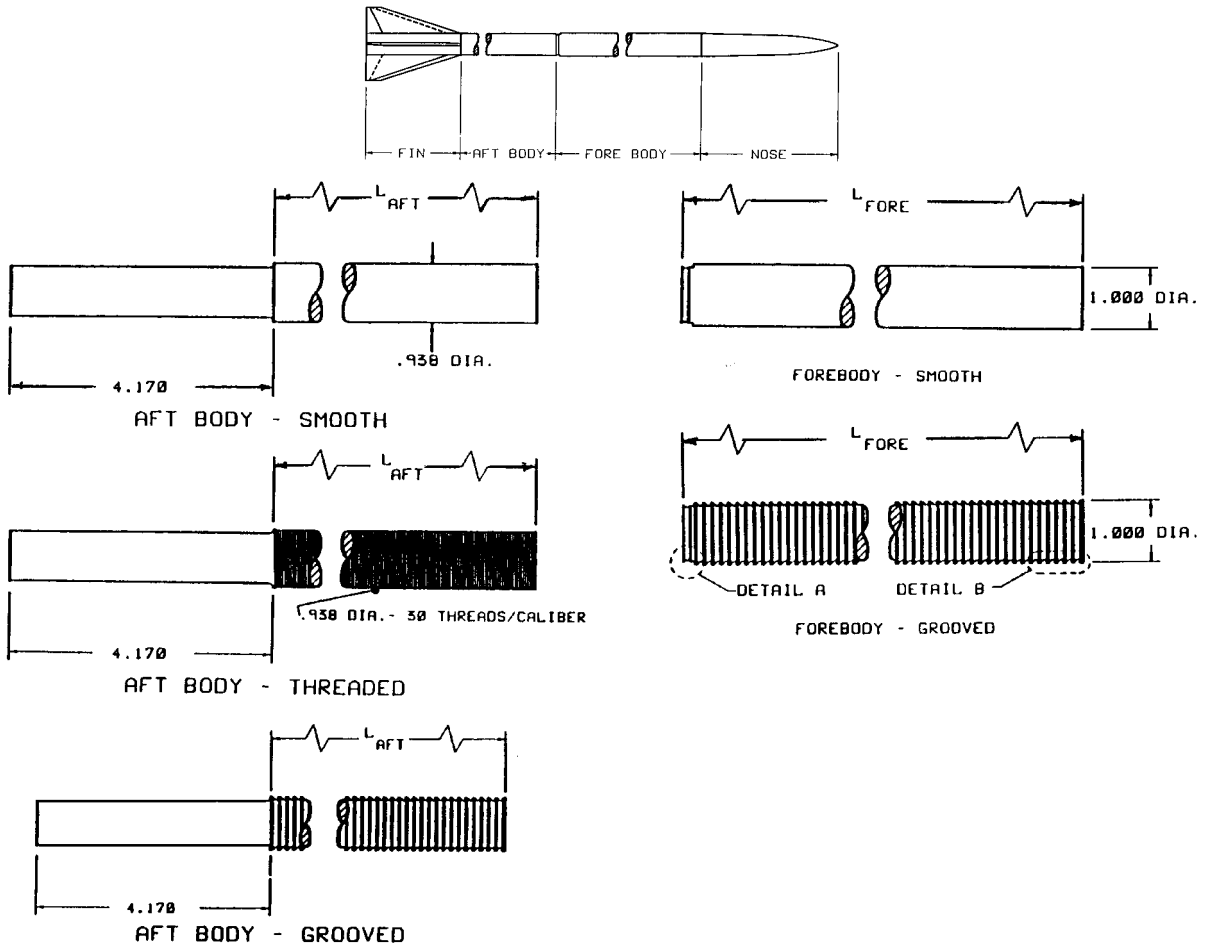 FIN AFT BODY FORE BODY NOSE
L AFT
.938 DIA.
4.170
AFT BODY - SMOOTH
L FORE
1.000 DIA.
FOREBODY - SMOOTH
L AFT
.938 DIA.- 30 THREADS/CALIBER
4.170
AFT BODY - THREADED
L FORE
1.000 DIA.
DETAIL A
DETAIL B
FOREBODY - GROOVED
L AFT
4.170
AFT BODY - GROOVED